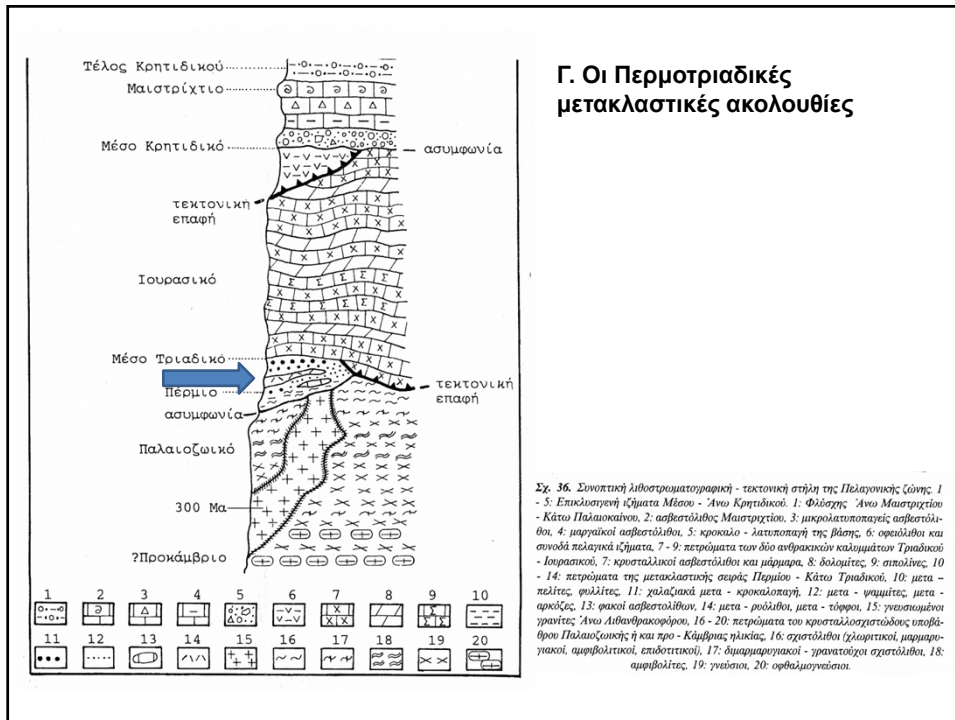 Γ. Οι Περμοτριαδικές
μετακλαστικές ακολουθίες
Τέλος Κρητιδικού
Μαιστρίχτιο
Μέσο Κρητιδικό
ασυμφωνία
τεκτονική
επαφή
Ιουρασικό
Μέσο Τριαδικό
Πέρμιο
τεκτονική
επαφή
ασυμφωνία
Παλαιοζωικό
300 Μα
?Προκάμβριο
1 2 3 4 5 6 7 8 9 10
11 12 13 14 15 16 17 18 19 20
Σχ. 36. Συνοπτική λιθοστρωματογραφική - τεκτονική στήλη της Πελαγονικής ζώνης. 1
- 5: Επικλυσιγενή ιζήματα Μέσου - Άνω Κρητιδικού. 1: Φλύσχης Άνω Μαιστριχτίου
- Κάτω Παλαιοκαίνου, 2: ασβεστόλιθος Μαιστριχτίου, 3: μικρολατυποπαγείς ασβεστόλι-
θοι, 4: μαργαϊκοί ασβεστόλιθοι, 5: κροκαλο - λατυποπαγή της βάσης, 6: οφειόλιθοι και
συνοδά πελαγικά ιζήματα, 7 - 9: πετρώματα των δύο ανθρακικών καλυμμάτων Τριαδικού
- Ιουρασικού, 7: κρυσταλλικοί ασβεστόλιθοι και μάρμαρα, 8: δολομίτες, 9: σιπολίνες, 10
- 14: πετρώματα της μετακλαστικής σειράς Περμίου - Κάτω Τριαδικού, 10: μετα –
πελίτες, φυλλίτες, 11: χαλαζιακά μετα - κροκαλοπαγή, 12: μετα - ψαμμίτες, μετα -
αρκόζες, 13: φακοί ασβεστολίθων, 14: μετα - ρυόλιθοι, μετα - τόφφοι, 15: γνευσιωμένοι
γρανίτες Άνω Λιθανθρακοφόρου, 16 - 20: πετρώματα του κρυσταλλοσχιστώδους υποβά-
θρου Παλαιοζωικής ή και προ - Κάμβριας ηλικίας, 16: σχιστόλιθοι (χλωριτικοί, μαρμαρυ-
γιακοί, αμφιβολιτικοί, επιδοτιτικοί), 17: διμαρμαρυγιακοί - γρανατούχοι σχιστόλιθοι, 18:
αμφιβολίτες, 19: γνεύσιοι, 20: οφθαλμογνεύσιοι.